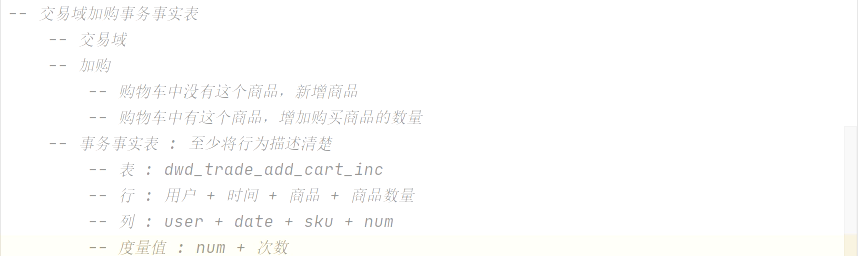 -- 交易域加购事务事实表
-- 交易域
-- 加购
-- 购物车中没有这个商品，新增商品
-- 购物车中有这个商品，增加购买商品的数量
-- 事务事实表 : 至少将行为描述清楚
-- 表 : dwd_trade_add_cart_inc
-- 行 : 用户 + 时间 + 商品 + 商品数量
-- 列 : user + date + sku + num
-- 度量值 : num + 次数